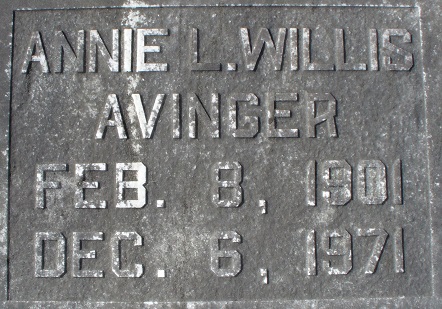 ANNIE L. WILLIS
AVINGER
FEB. 8, 1901
DEC. 6, 1971